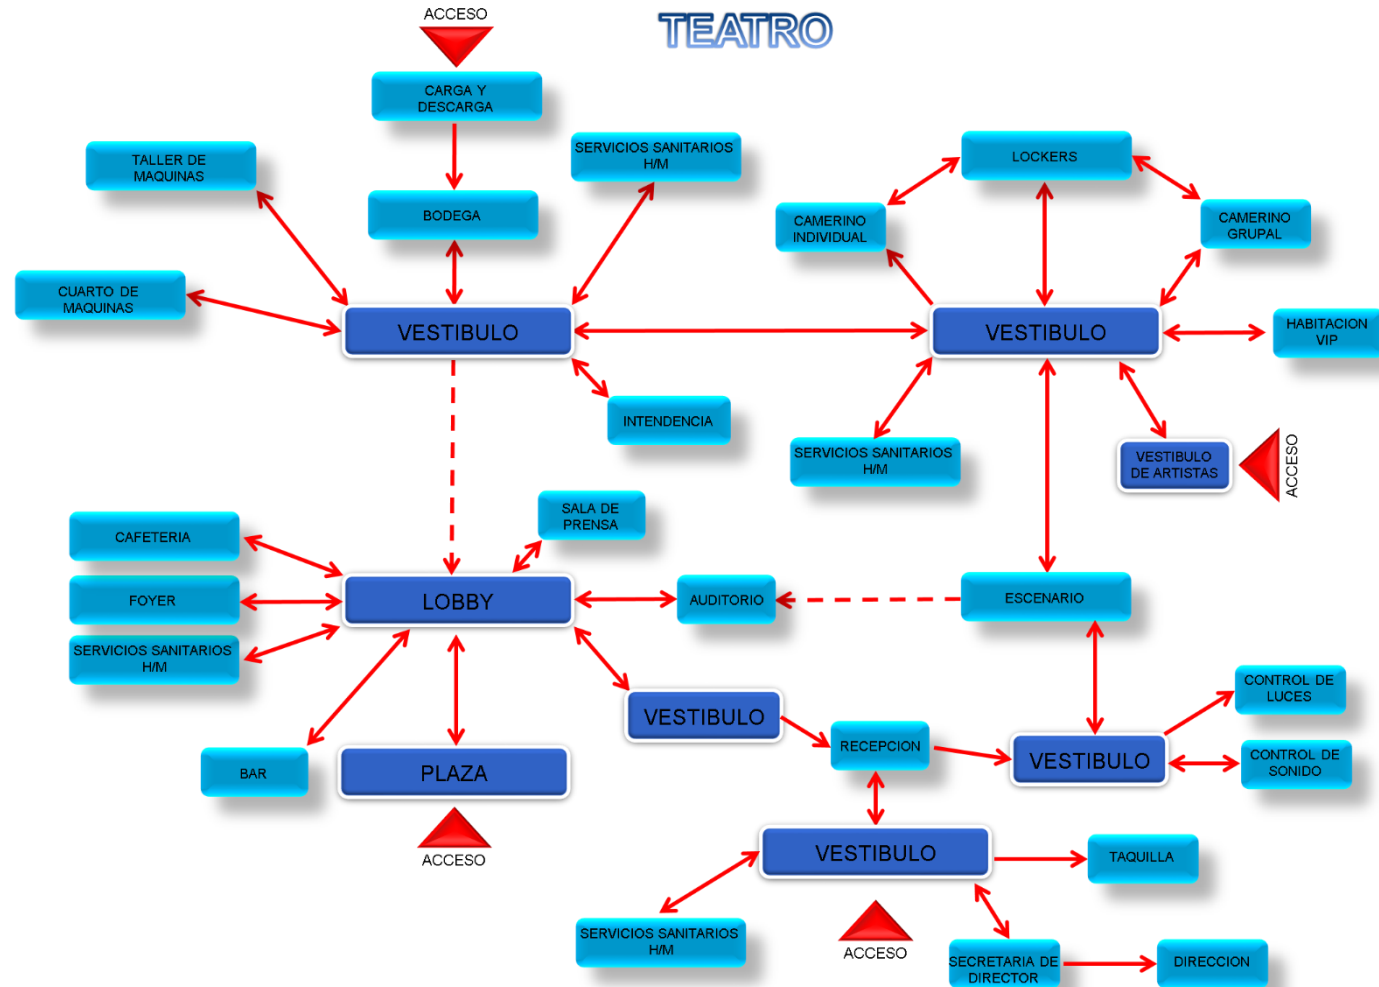 ACCESO
TEATRO
CARGA Y
DESCARGA
TALLER DE
MAQUINAS
SERVICIOS SANITARIOS
H/M
LOCKERS
BODEGA
CAMERINO
INDIVIDUAL
CAMERINO
GRUPAL
CUARTO DE
MAQUINAS
VESTIBULO
VESTIBULO
HABITACION
VIP
INTENDENCIA
SERVICIOS SANITARIOS
H/M
VESTIBULO
DE ARTISTAS
ACCESO
SALA DE
PRENSA
CAFETERIA
FOYER
LOBBY
AUDITORIO
ESCENARIO
SERVICIOS SANITARIOS
H/M
CONTROL DE
LUCES
VESTIBULO
RECEPCION
VESTIBULO
CONTROL DE
SONIDO
BAR
PLAZA
ACCESO
VESTIBULO
TAQUILLA
SERVICIOS SANITARIOS
H/M
ACCESO
SECRETARIA DE
DIRECTOR
DIRECCION